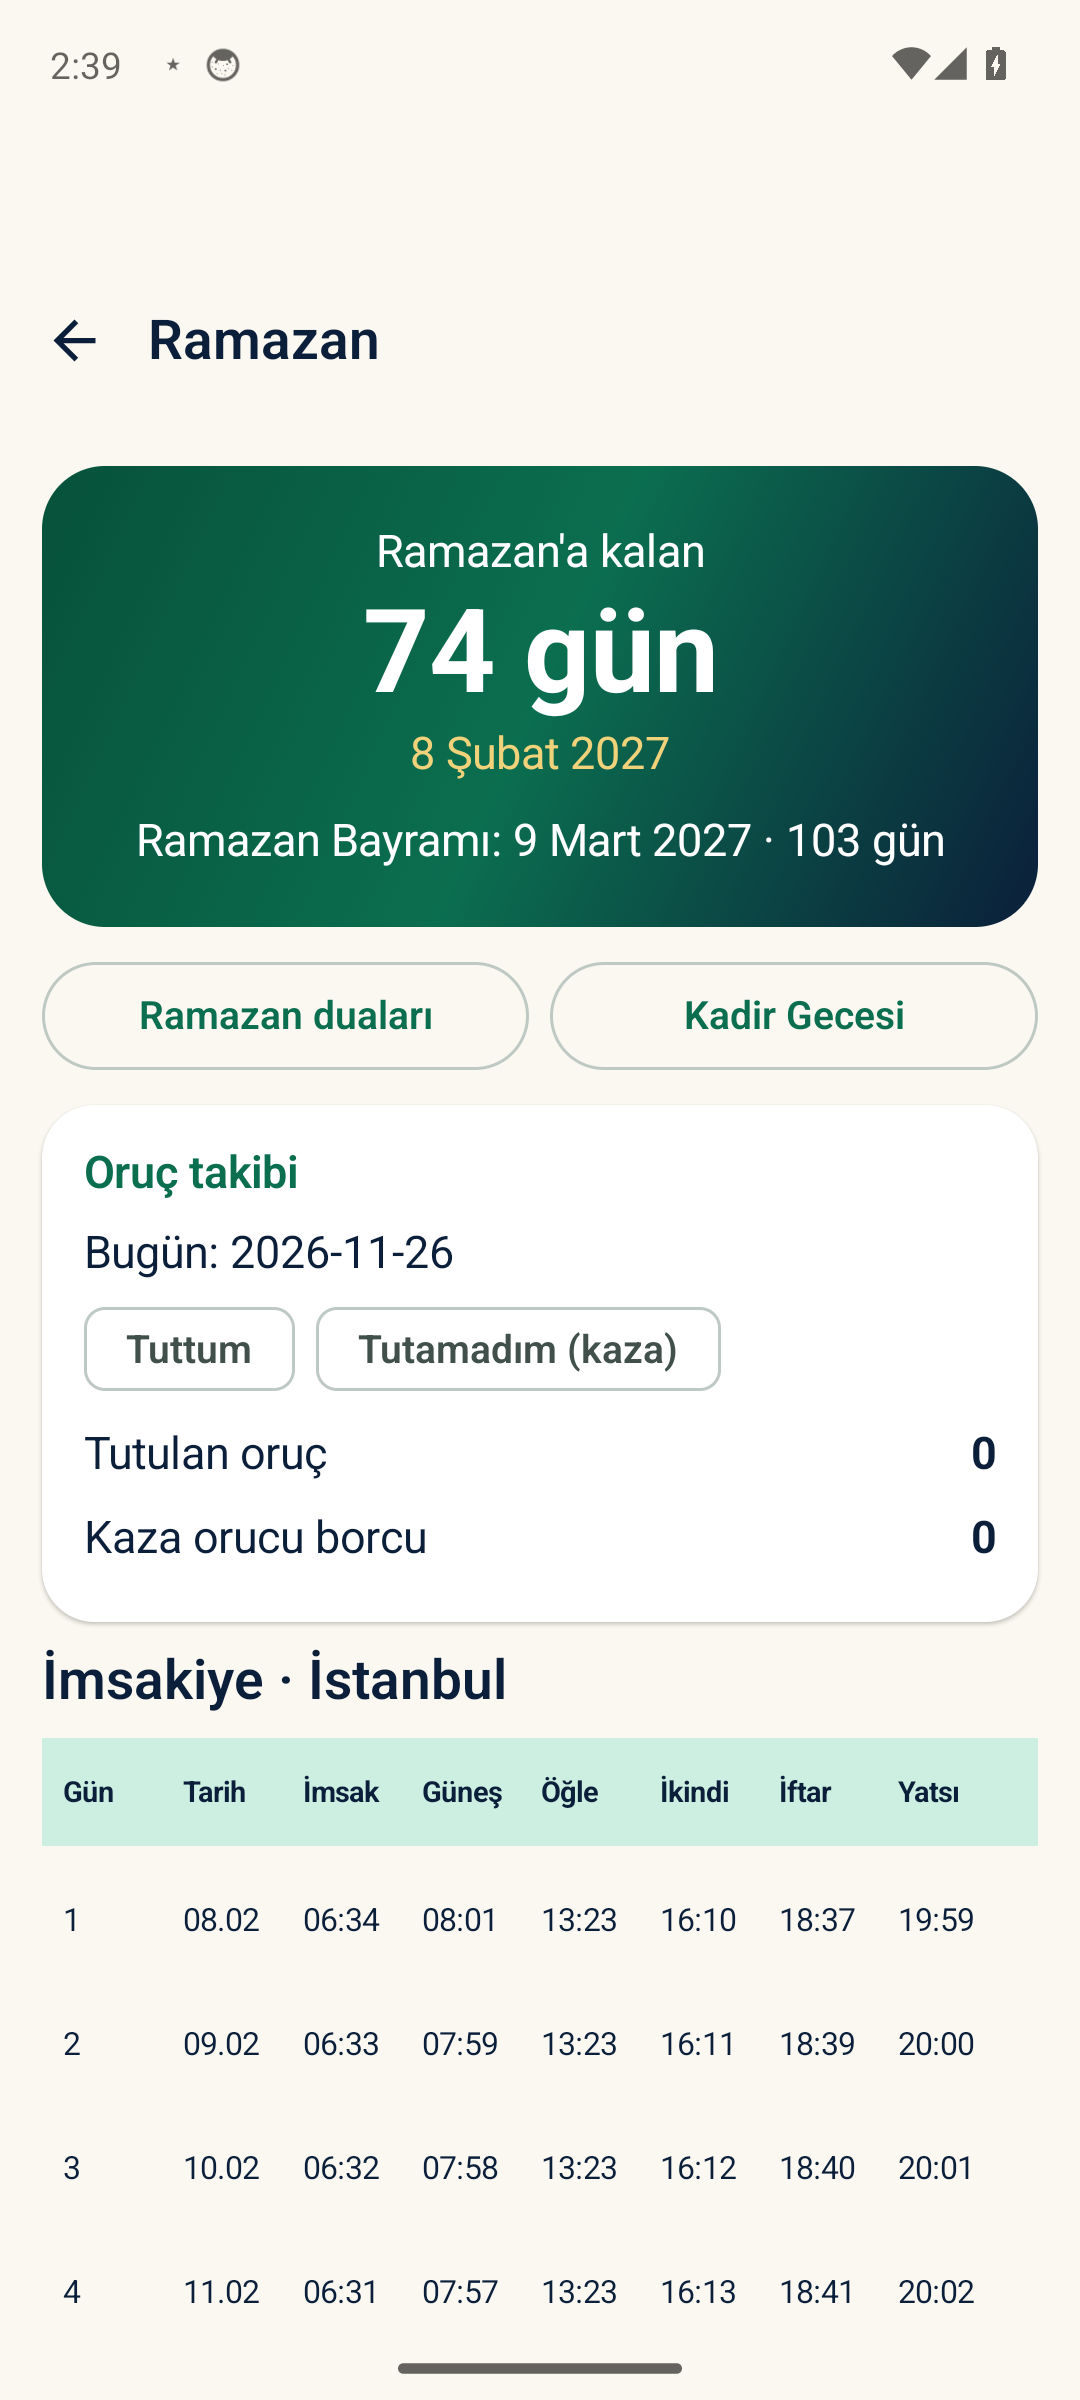 2:39
Ramazan
Ramazan'a kalan
74 gün
8 Şubat 2027
Ramazan Bayramı: 9 Mart 2027 · 103 gün
Ramazan duaları
Kadir Gecesi
Oruç takibi
Bugün: 2026-11-26
Tuttum
Tutamadım (kaza)
Tutulan oruç 0
Kaza orucu borcu 0
İmsakiye · İstanbul
Gün Tarih İmsak Güneş Öğle İkindi İftar Yatsı
1 08.02 06:34 08:01 13:23 16:10 18:37 19:59
2 09.02 06:33 07:59 13:23 16:11 18:39 20:00
3 10.02 06:32 07:58 13:23 16:12 18:40 20:01
4 11.02 06:31 07:57 13:23 16:13 18:41 20:02